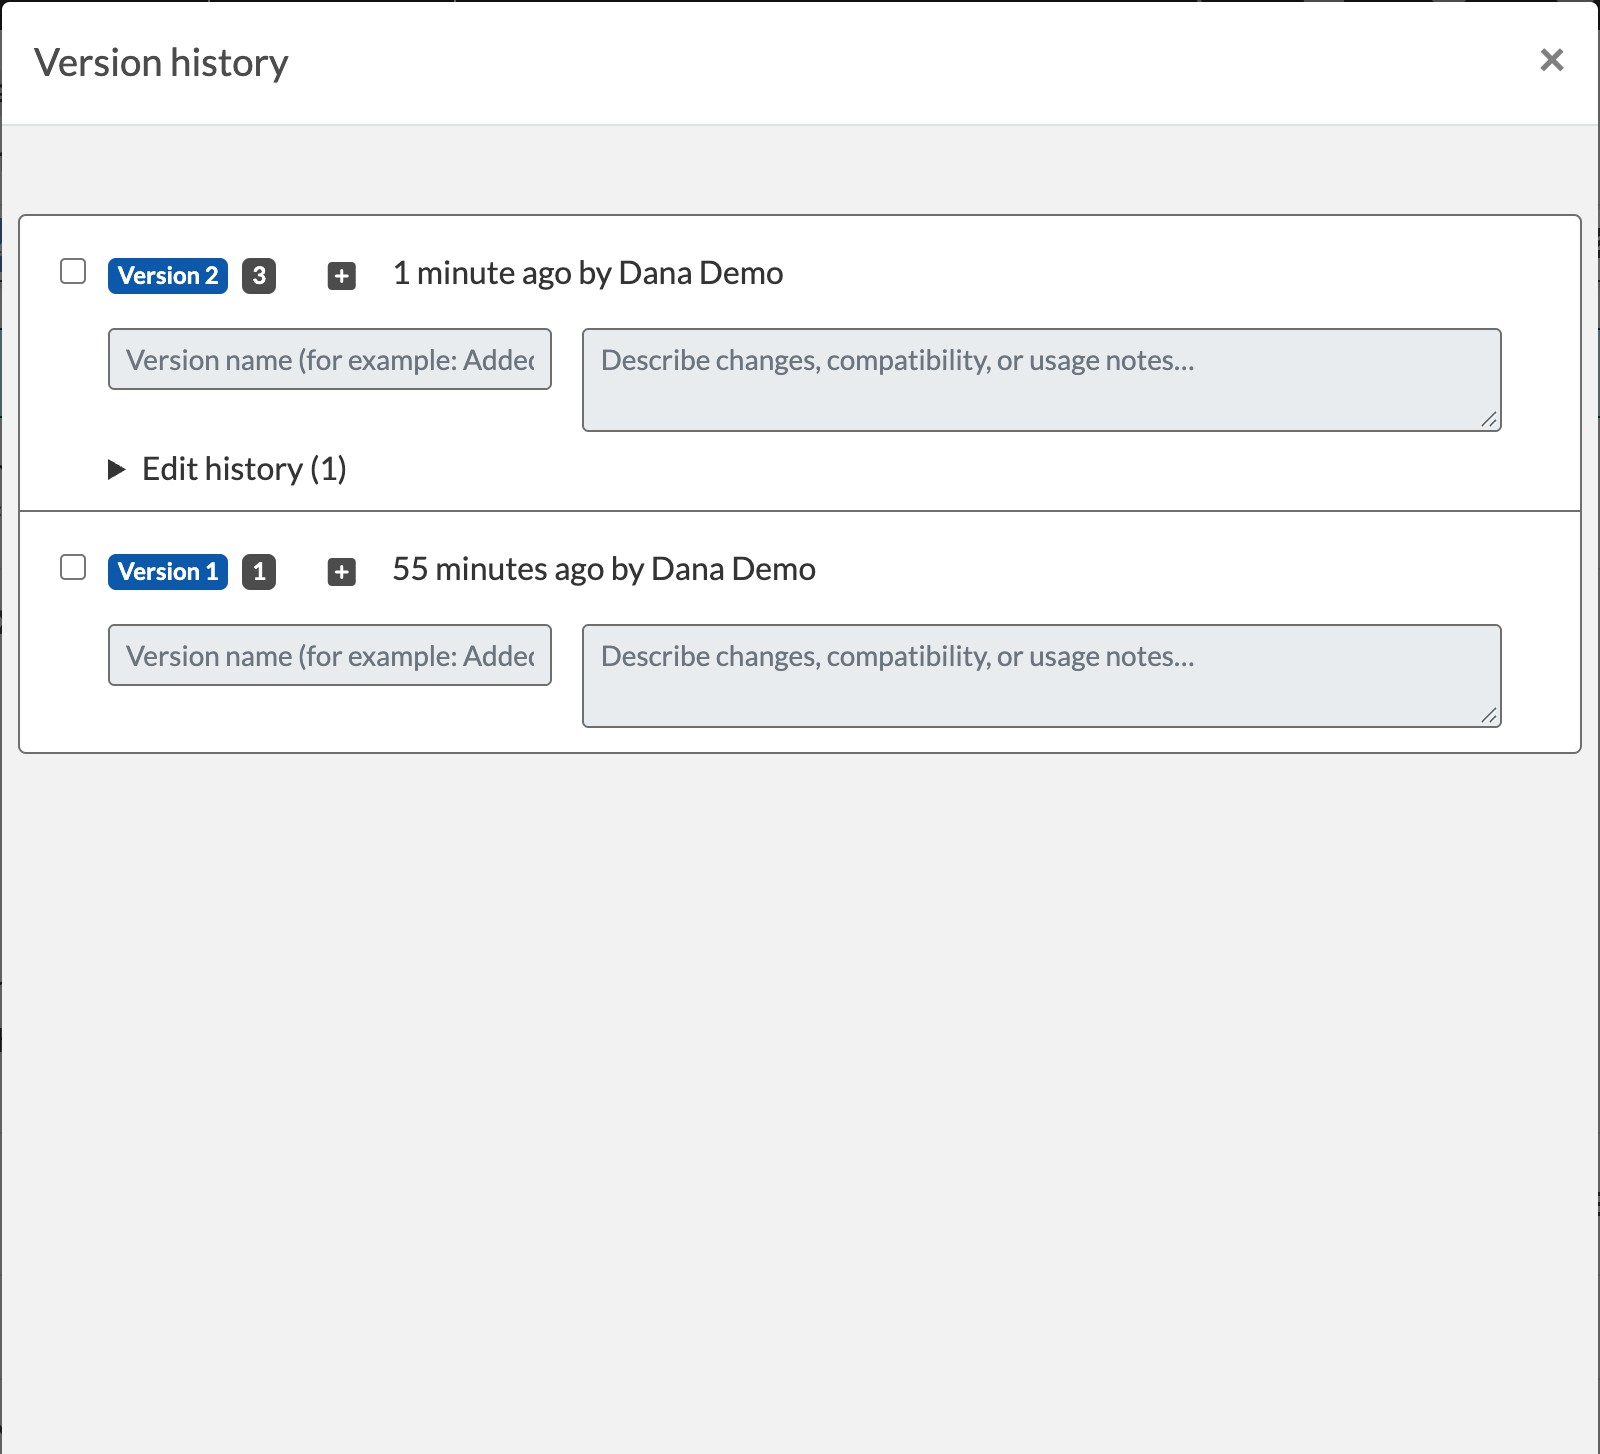 Version history
Version 2 3 + 1 minute ago by Dana Demo
Version name (for example: Added
Describe changes, compatibility, or usage notes...
Edit history (1)
Version 1 1 + 55 minutes ago by Dana Demo
Version name (for example: Added
Describe changes, compatibility, or usage notes...